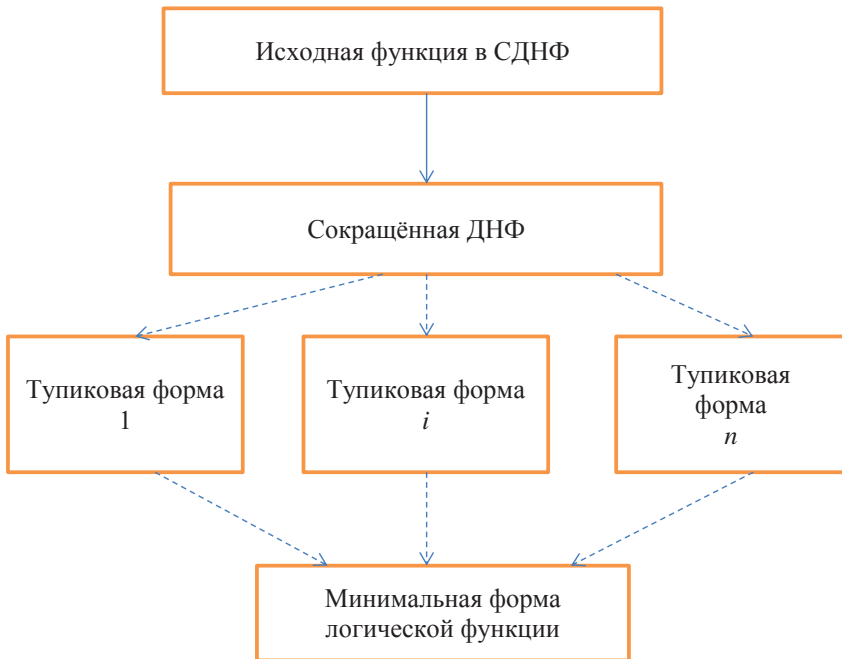 Исходная функция в СДНФ
Сокращённая ДНФ
Тупиковая форма
1
Тупиковая форма
i
Тупиковая
форма
n
Минимальная форма
логической функции